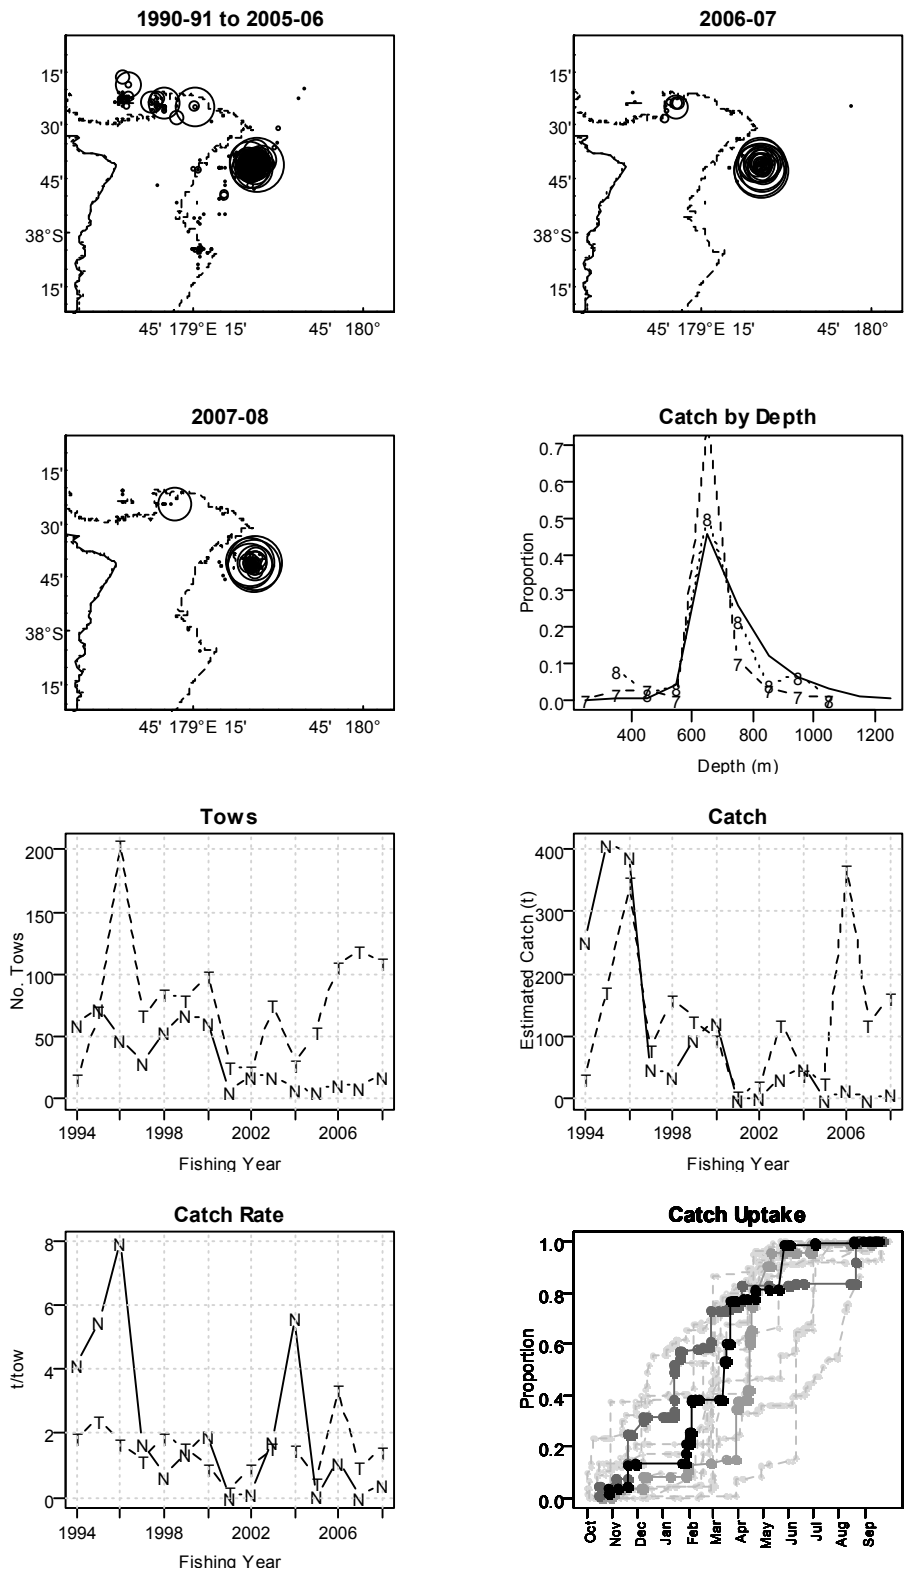 1990-91 to 2005-06
15'
30'
45'
38°S
15'
45' 179°E 15'
45' 180°
2006-07
15'
30'
45'
38°S
15'
45' 179°E 15'
45' 180°
2007-08
15'
30'
45'
38°S
15'
45' 179°E 15'
45' 180°
Catch by Depth
Proportion
0.7
0.6
0.5
0.4
0.3
0.2
0.1
0.0
400 600 800 1000 1200
Depth (m)
Tows
No. Tows
200
150
100
50
0
1994 1998 2002 2006
Fishing Year
Catch
Estimated Catch (t)
400
300
200
100
0
1994 1998 2002 2006
Fishing Year
Catch Rate
t/tow
8
6
4
2
0
1994 1998 2002 2006
Fishing Year
Catch Uptake
Proportion
1.0
0.8
0.6
0.4
0.2
0.0
Oct Nov Dec Jan Feb Mar Apr May Jun Jul Aug Sep